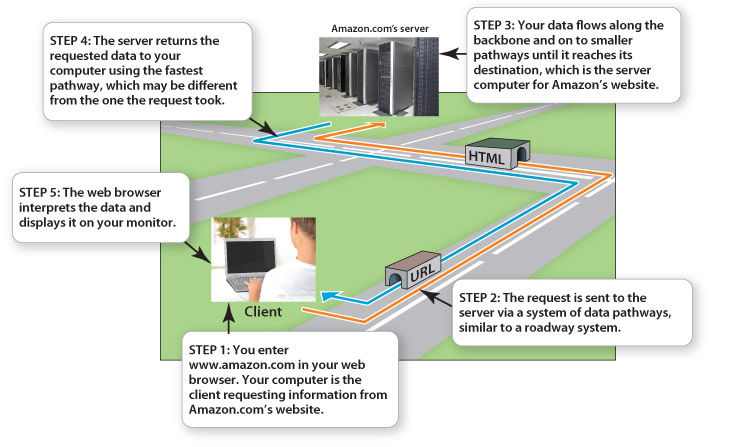 Amazon.com's server
STEP 4: The server returns the
requested data to your
computer using the fastest
pathway, which may be different
from the one the request took.
STEP 3: Your data flows along the
backbone and on to smaller
pathways until it reaches its
destination, which is the server
computer for Amazon's website.
HTML
STEP 5: The web browser
interprets the data and
displays it on your monitor.
URL
Client
STEP 2: The request is sent to the
server via a system of data pathways,
similar to a roadway system.
STEP 1: You enter
www.amazon.com in your web
browser. Your computer is the
client requesting information from
Amazon.com's website.